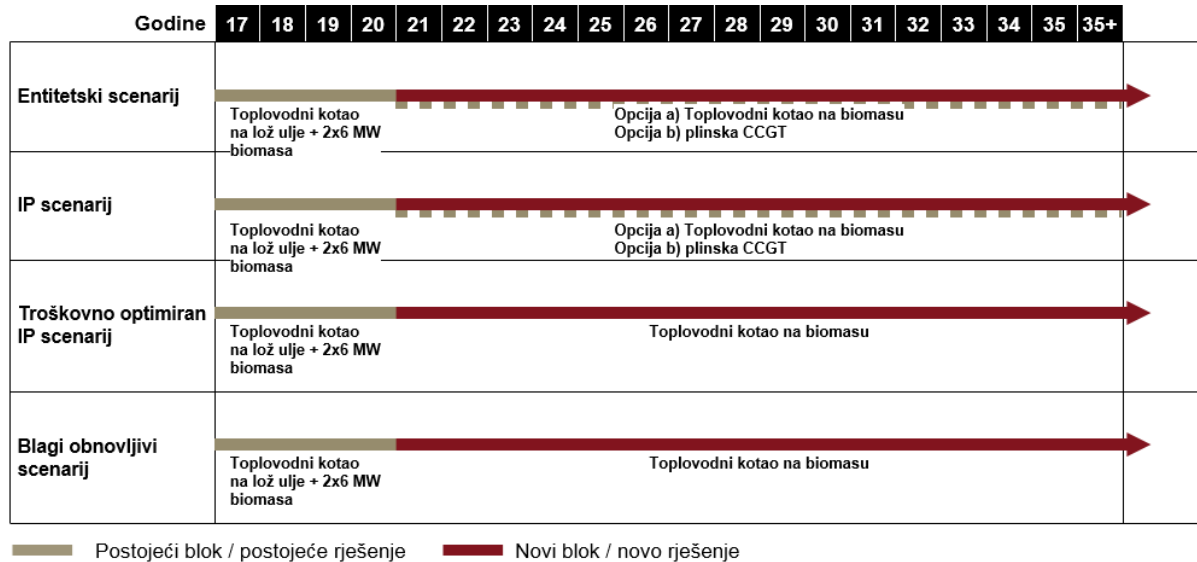 Godine 17 18 19 20 21 22 23 24 25 26 27 28 29 30 31 32 33 34 35 35+
Entitetski scenarij
Toplovodni kotao
na lož ulje + 2x6 MW
biomasa
Opcija a) Toplovodni kotao na biomasu
Opcija b) plinska CCGT
IP scenarij
Toplovodni kotao
na lož ulje + 2x6 MW
biomasa
Opcija a) Toplovodni kotao na biomasu
Opcija b) plinska CCGT
Troškovno optimiran
IP scenarij
Toplovodni kotao
na lož ulje + 2x6 MW
biomasa
Toplovodni kotao na biomasu
Blagi obnovljivi
scenarij
Toplovodni kotao
na lož ulje + 2x6 MW
biomasa
Toplovodni kotao na biomasu
Postojeći blok / postojeće rješenje
Novi blok / novo rješenje